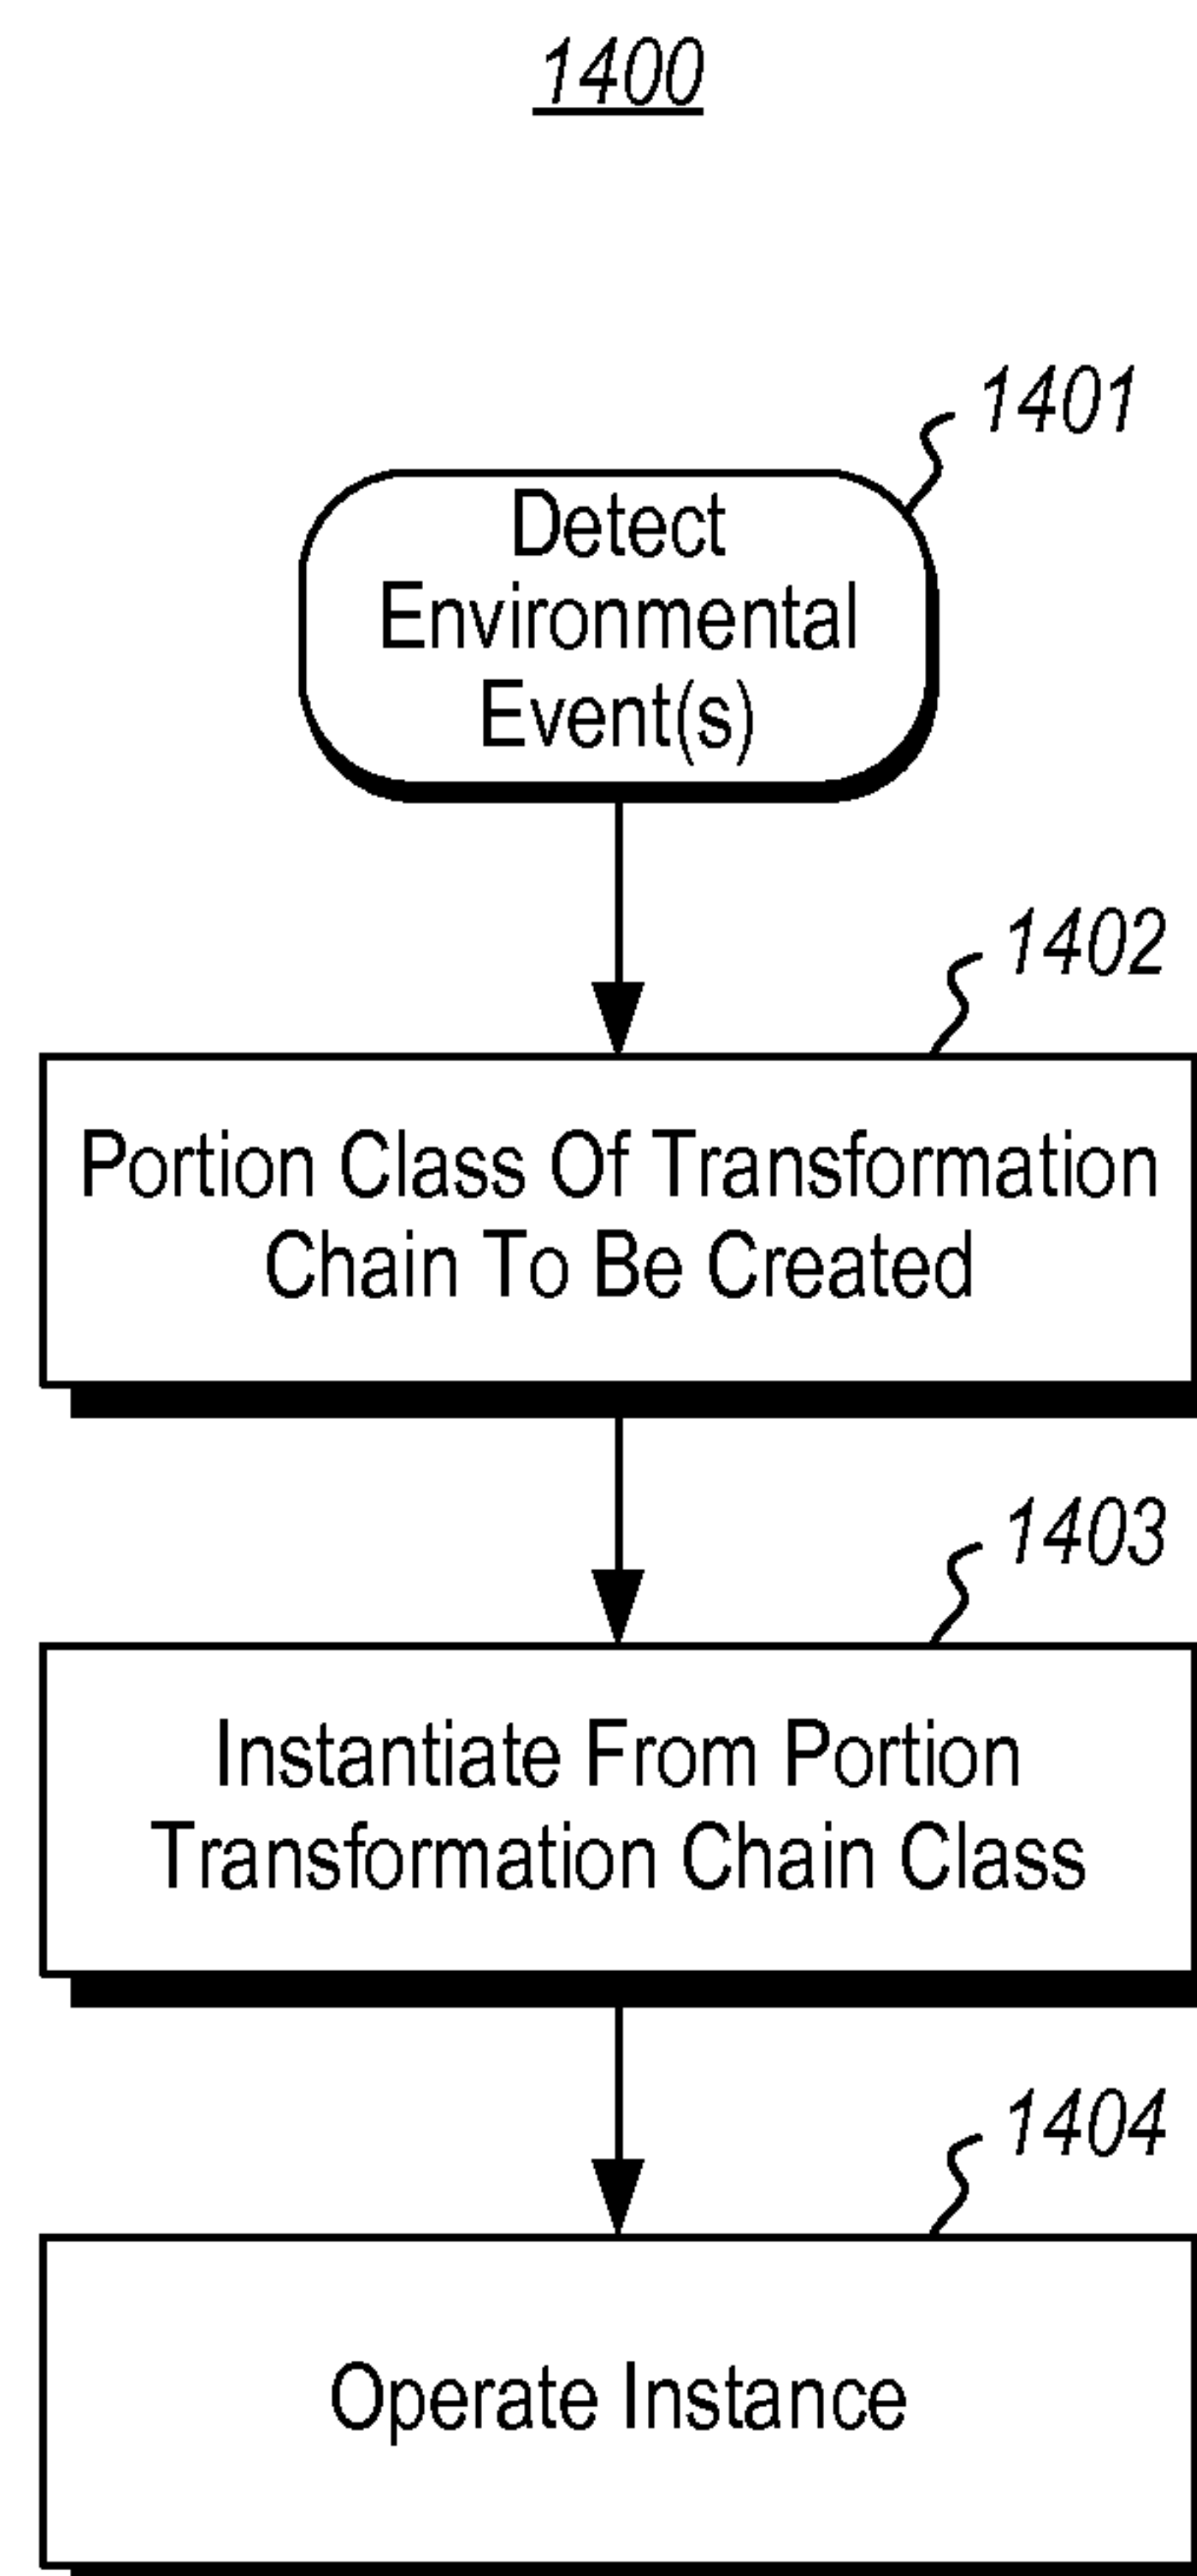 1400
1401
Detect
Environmental
Event(s)
1402
Portion Class Of Transformation
Chain To Be Created
1403
Instantiate From Portion
Transformation Chain Class
1404
Operate Instance